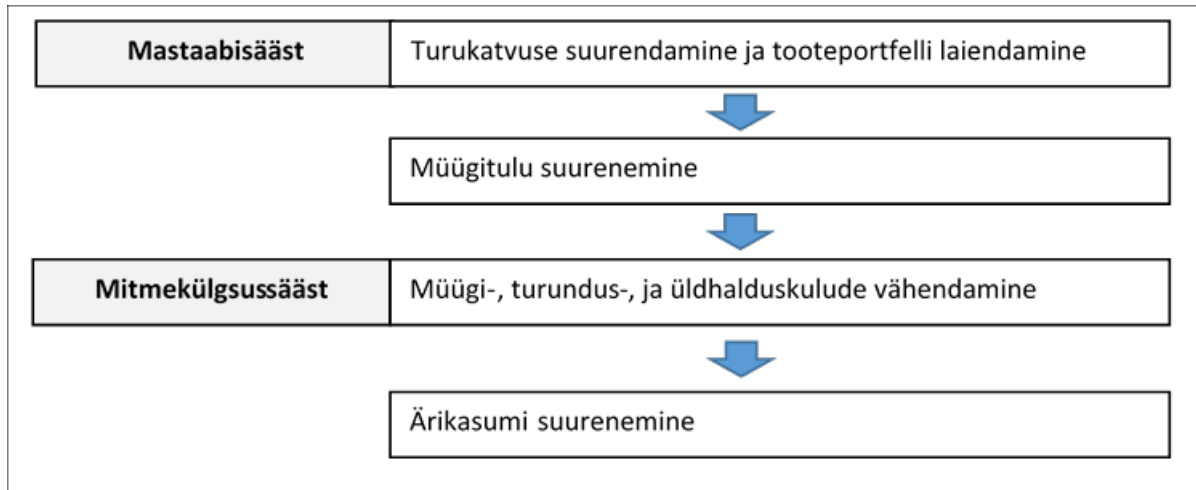 Mastaabisääst
Turukatvuse suurendamine ja tooteportfelli laiendamine
Müügitulu suurenemine
Mitmekülgsussääst
Müügi-, turundus-, ja üldhalduskulude vähendamine
Ärikasumi suurenemine